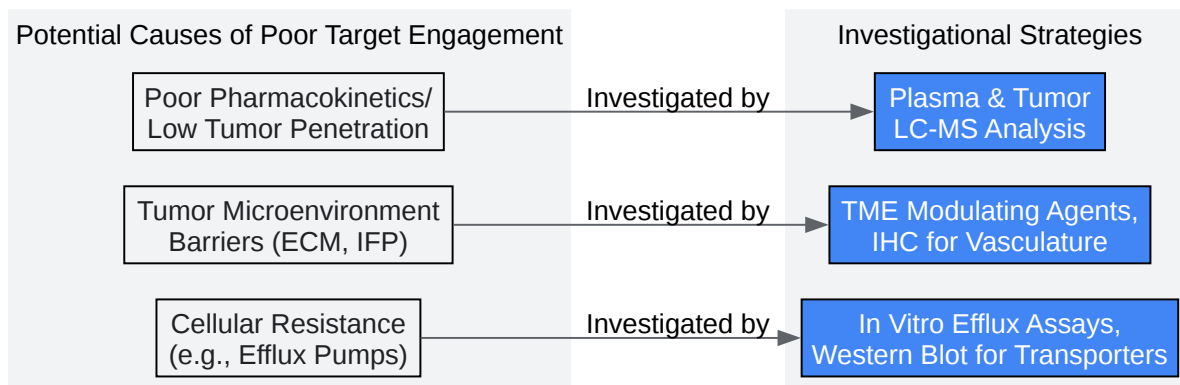 Potential Causes of Poor Target Engagement
Investigational Strategies
Poor Pharmacokinetics/
Low Tumor Penetration
Investigated by
Plasma & Tumor
LC-MS Analysis
Tumor Microenvironment
Barriers (ECM, IFP)
Investigated by
TME Modulating Agents,
IHC for Vasculature
Cellular Resistance
(e.g., Efflux Pumps)
Investigated by
In Vitro Efflux Assays,
Western Blot for Transporters